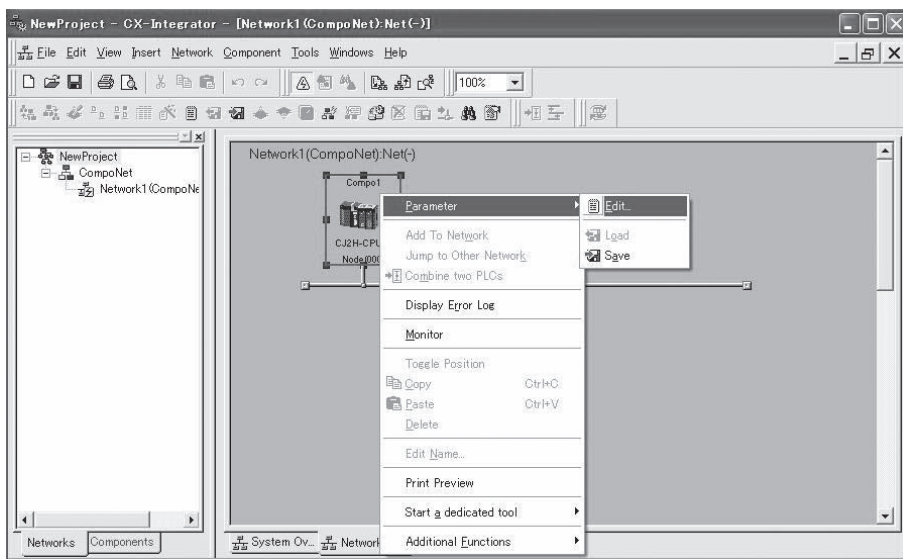 NewProject - CX-Integrator - [Network1 (CompoNet):Net(-)]
File Edit View Insert Network Component Tools Windows Help
100%
NewProject
CompoNet
Network1 (CompoNe
Network1(CompoNet):Net(-)
Compo1
CJ2H-CPU
Parameter
Add To Network
Jump to Other Network
Combine two PLCs
Display Error Log
Monitor
Toggle Position
Copy Ctrl+C
Paste Ctrl+V
Delete
Edit Name...
Print Preview
Start a dedicated tool
Additional Functions
Edit...
Load
Save
Networks Components
System Ov... Network